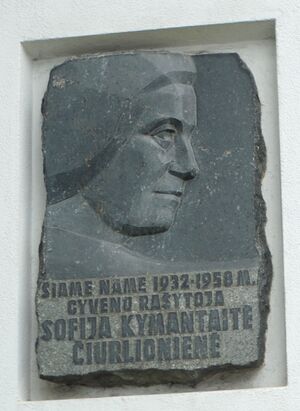 ŠIAME NAME 1932-1958 M.
GYVENO RAŠYTOJA
SOFIJA KYMANTAITĖ
ČIURLIONIENĖ